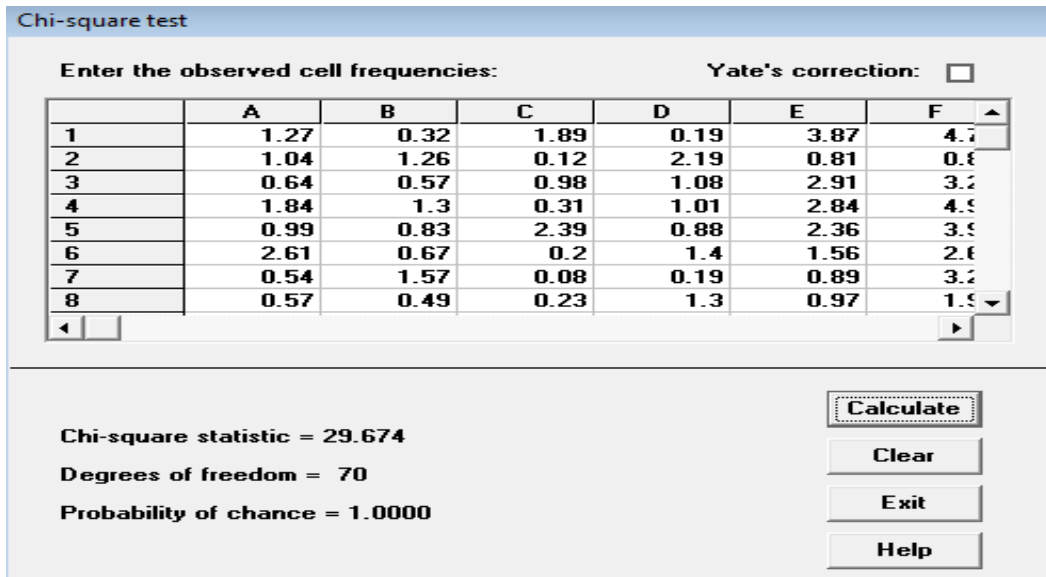 Chi-square test
Enter the observed cell frequencies: Yate's correction:
A B C D E F
1 1.27 0.32 1.89 0.19 3.87
2 1.04 1.26 0.12 2.19 0.81
3 0.64 0.57 0.98 1.08 2.91
4 1.84 1.3 0.31 1.01 2.84
5 0.99 0.83 2.39 0.88 2.36
6 2.61 0.67 0.2 1.4 1.56
7 0.54 1.57 0.08 0.19 0.89
8 0.57 0.49 0.23 1.3 0.97
Calculate
Chi-square statistic = 29.674
Clear
Degrees of freedom = 70
Exit
Probability of chance = 1.0000
Help